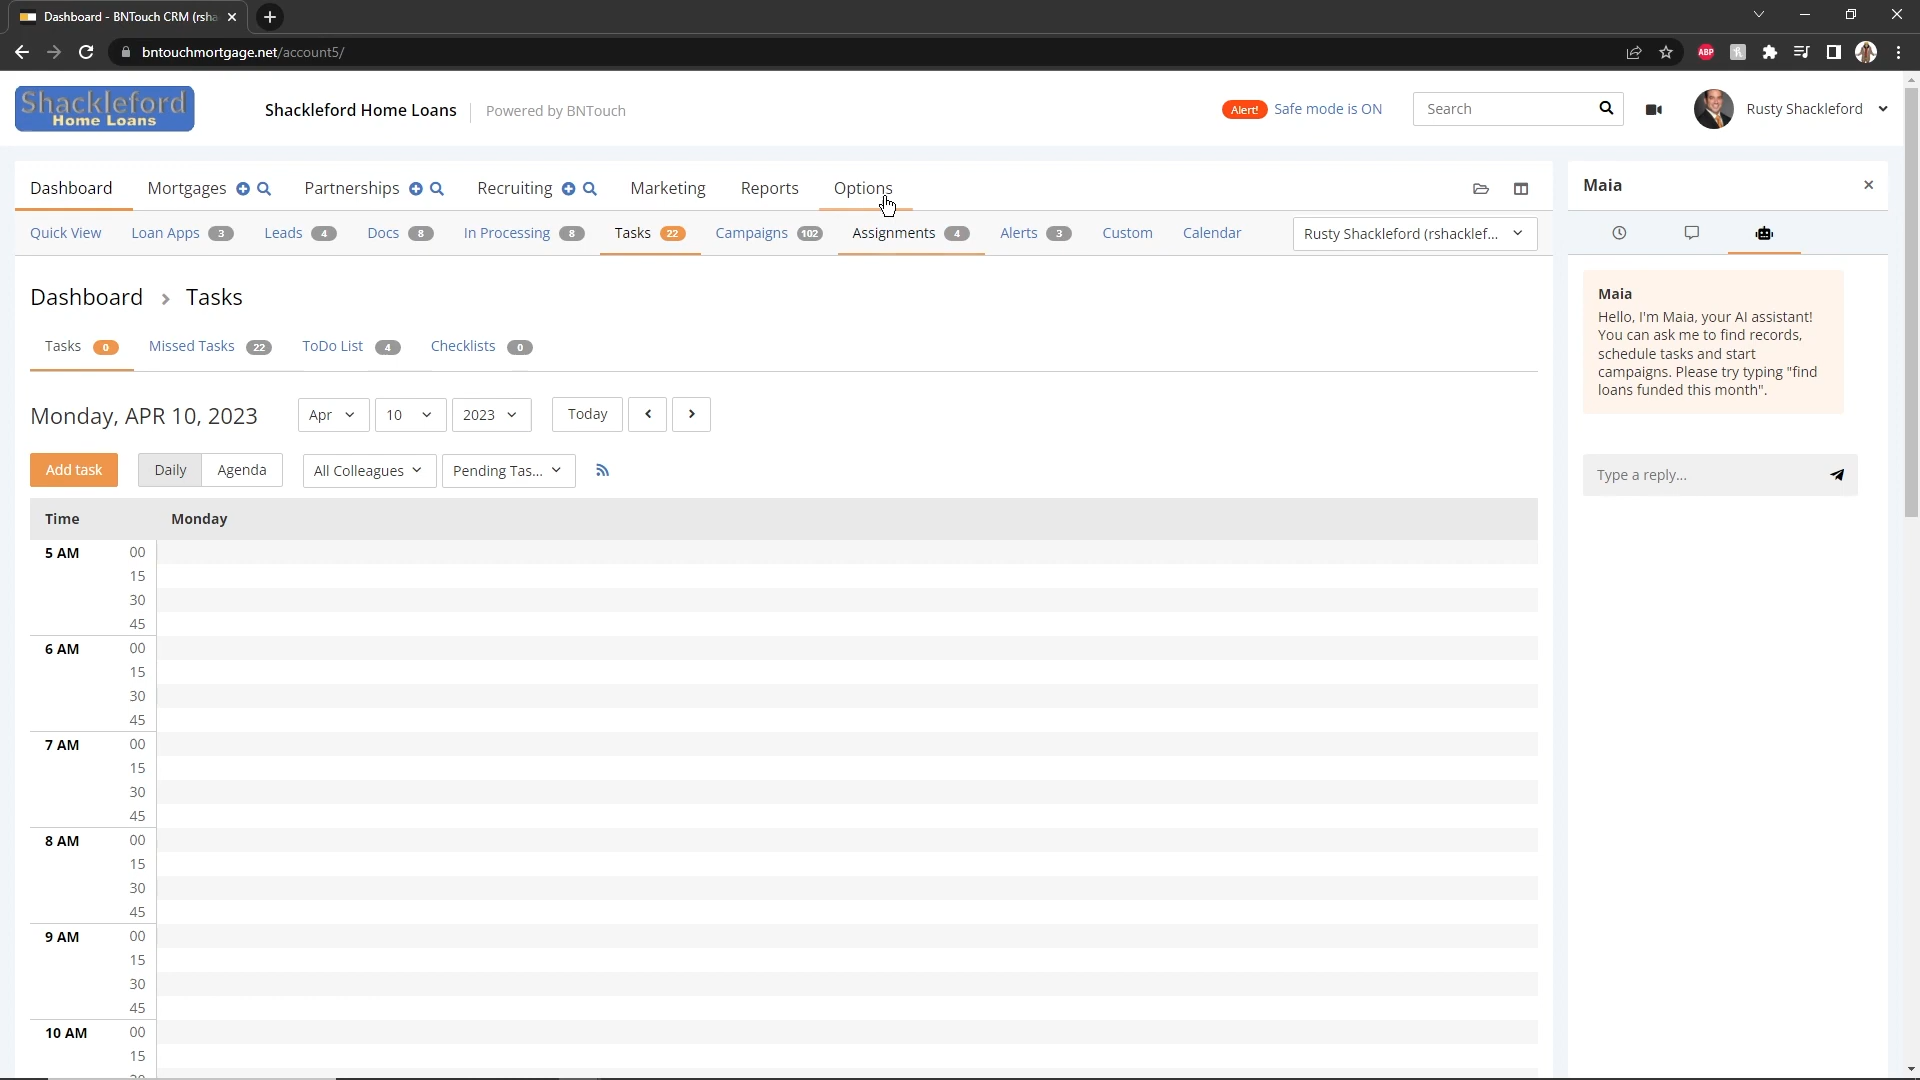 Dashboard - BNTouch CRM (rsha
bntouchmortgage.net/account5/
ABP
Shackleford
Home Loans
Shackleford Home Loans
Powered by BNTouch
Alert! Safe mode is ON
Search
Rusty Shackleford
Dashboard Mortgages Partnerships Recruiting Marketing Reports Options
Quick View Loan Apps 3 Leads 4 Docs 8 In Processing 8 Tasks 22 Campaigns 102 Assignments 4 Alerts 3 Custom Calendar
Rusty Shackleford (rshacklef...
Dashboard > Tasks
Tasks 0 Missed Tasks 22 ToDo List 4 Checklists 0
Monday, APR 10, 2023
Apr 10 2023 Today < >
Add task Daily Agenda All Colleagues Pending Tas...
Time Monday
5 AM 00
15
30
45
6 AM 00
15
30
45
7 AM 00
15
30
45
8 AM 00
15
30
45
9 AM 00
15
30
45
10 AM 00
15
Maia
Maia
Hello, I'm Maia, your AI assistant!
You can ask me to find records,
schedule tasks and start
campaigns. Please try typing "find
loans funded this month".
Type a reply...